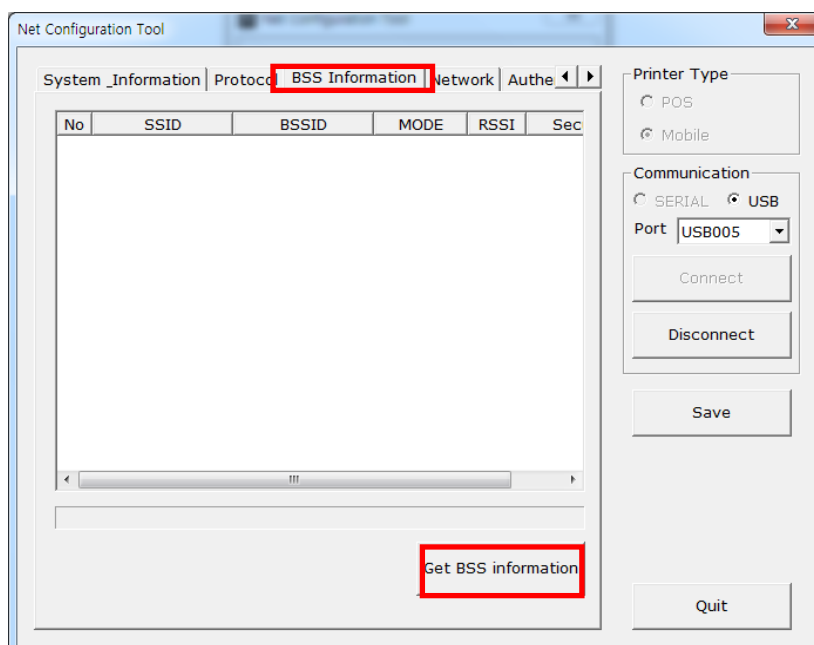 Net Configuration Tool
System _Information
Protoco
BSS Information
Network
Authe
No
SSID
BSSID
MODE
RSSI
Sec
Get BSS information
Printer Type
POS
Mobile
Communication
SERIAL
USB
Port
USB005
Connect
Disconnect
Save
Quit